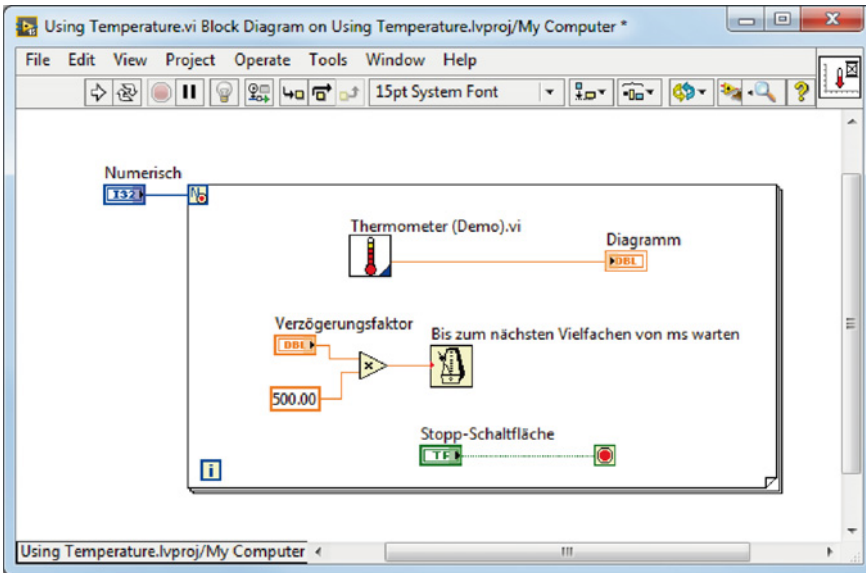 Using Temperature.vi Block Diagram on Using Temperature.lvproj/My Computer *
File Edit View Project Operate Tools Window Help
15pt System Font
Numerisch
I32
N
Thermometer (Demo).vi
Diagramm
DBL
Verzögerungsfaktor
DBL
Bis zum nächsten Vielfachen von ms warten
500.00
Stopp-Schaltfläche
TF
i
Using Temperature.lvproj/My Computer